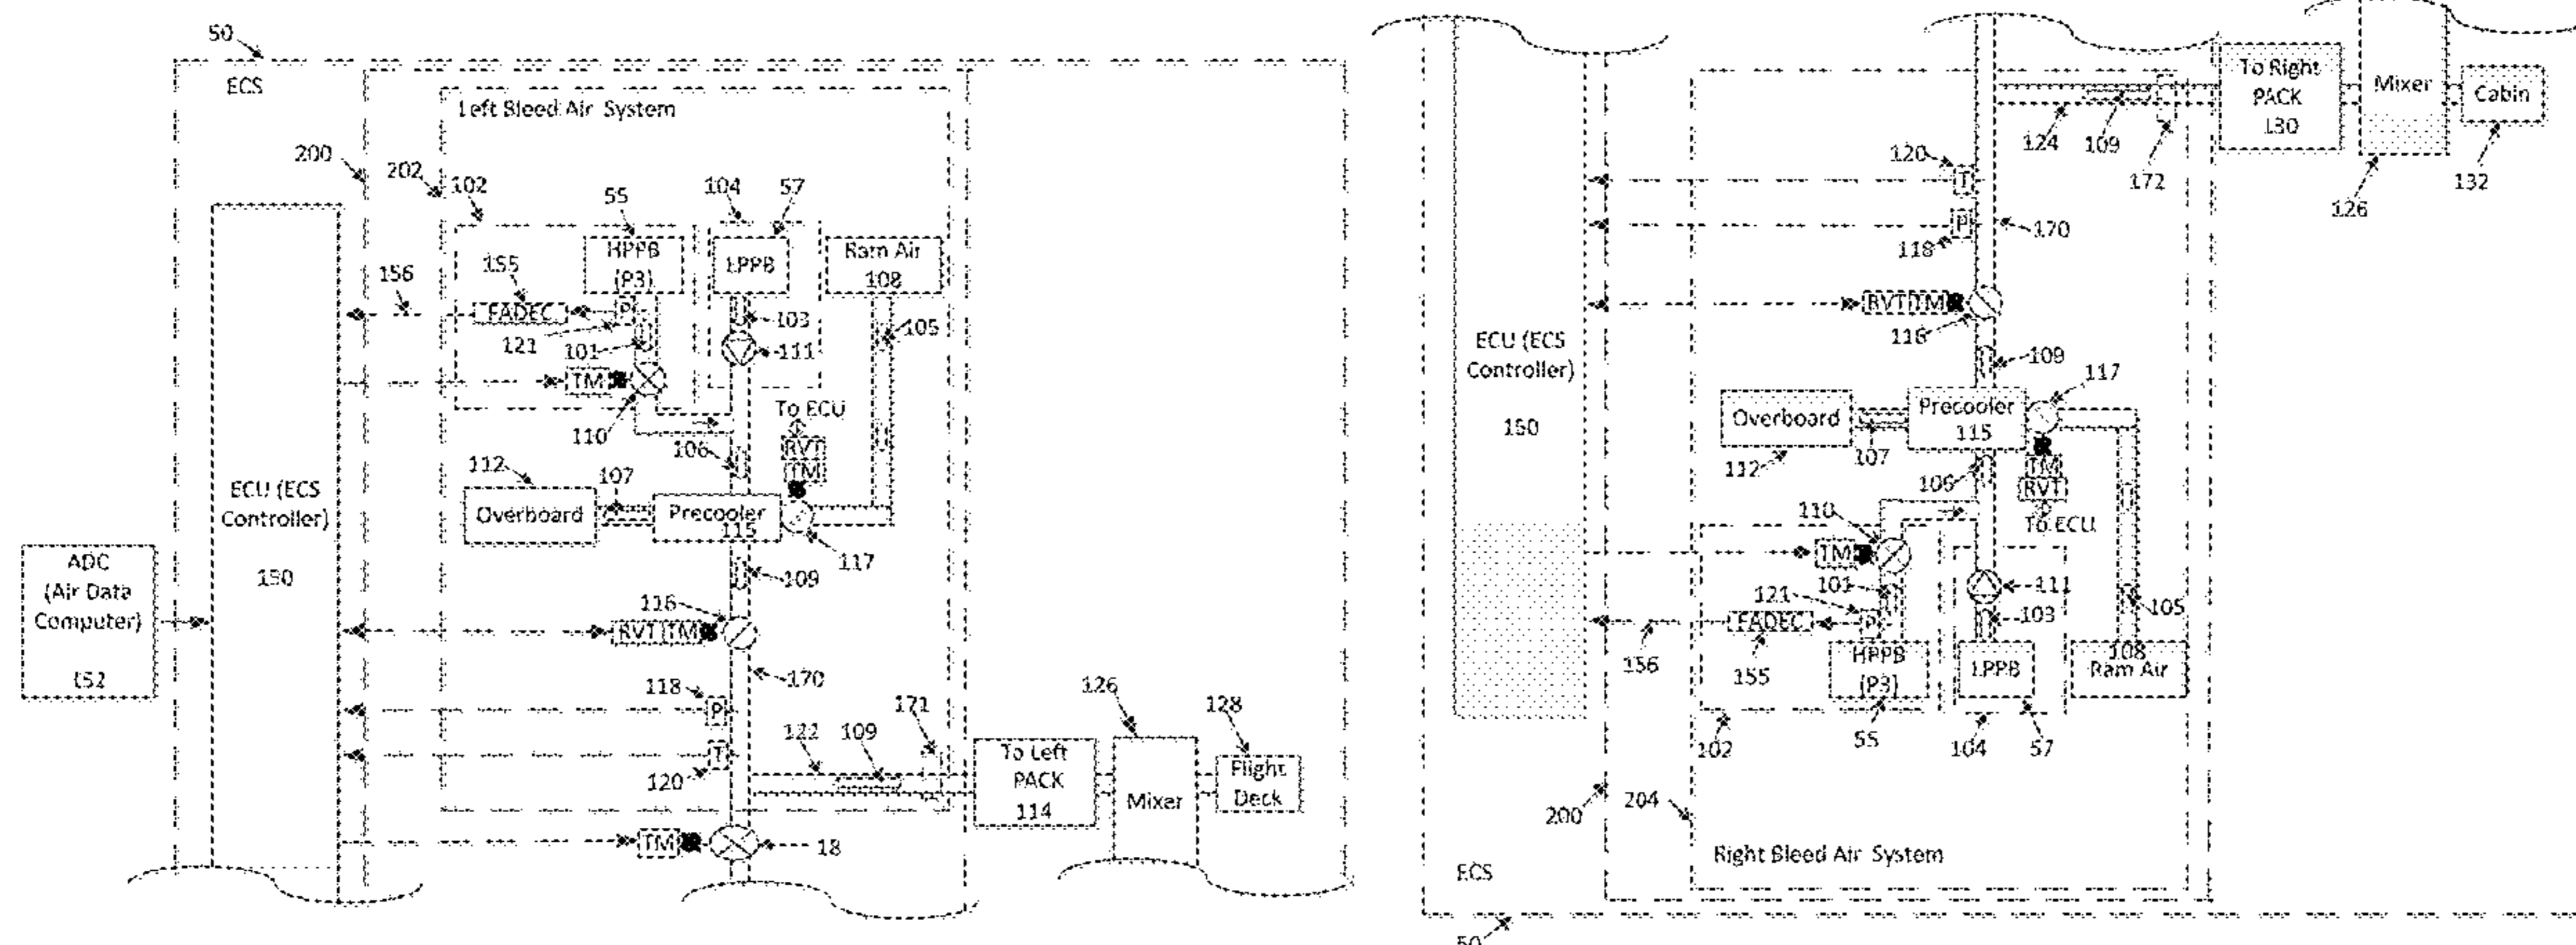 50
ECS
Left Bleed Air System
200
202
102
55
104
57
HPPB
(P3)
LPPB
Ram Air
108
155
156
FADEC
P
103
105
121
101
111
TM
To ECU
110
RVT
106
TM
112
107
ECU (ECS
Controller)
150
Overboard
Precooler
115
117
ADC
(Air Data
Computer)
152
109
116
RVT TM
118
P
170
126
128
171
122
109
T
120
To Left
PACK
114
Mixer
Flight
Deck
TM
18
To Right
PACK
130
Mixer
Cabin
120
T
124
109
172
126
132
P
118
170
RVT TM
116
ECU (ECS
Controller)
150
109
117
Overboard
Precooler
115
112
107
TM
106
RVT
110
To ECU
TM
101
111
121
105
FADEC
P
103
156
155
HPPB
(P3)
LPPB
108
Ram Air
102
55
104
57
200
204
Right Bleed Air System
ECS
50